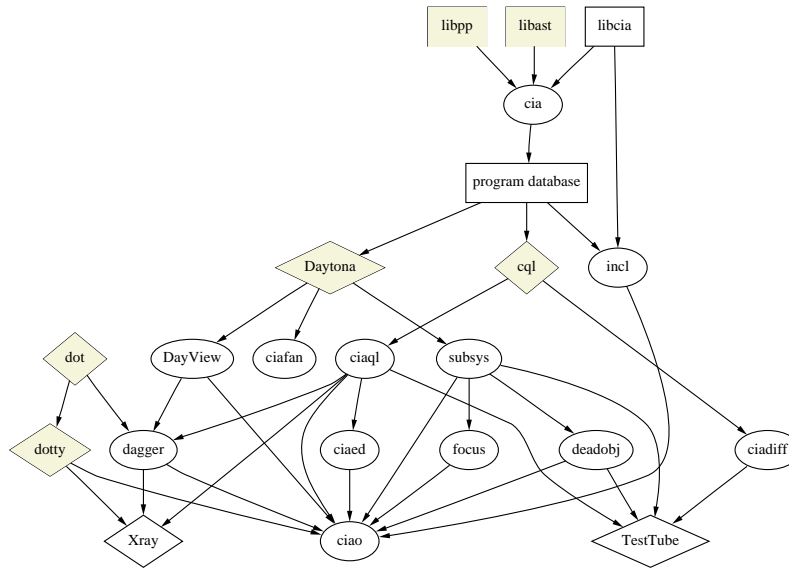 libpp
libast
libcia
cia
program database
Daytona
cql
incl
dot
DayView
ciafan
ciaql
subsys
dotty
dagger
ciaed
focus
deadobj
ciadiff
Xray
ciao
TestTube